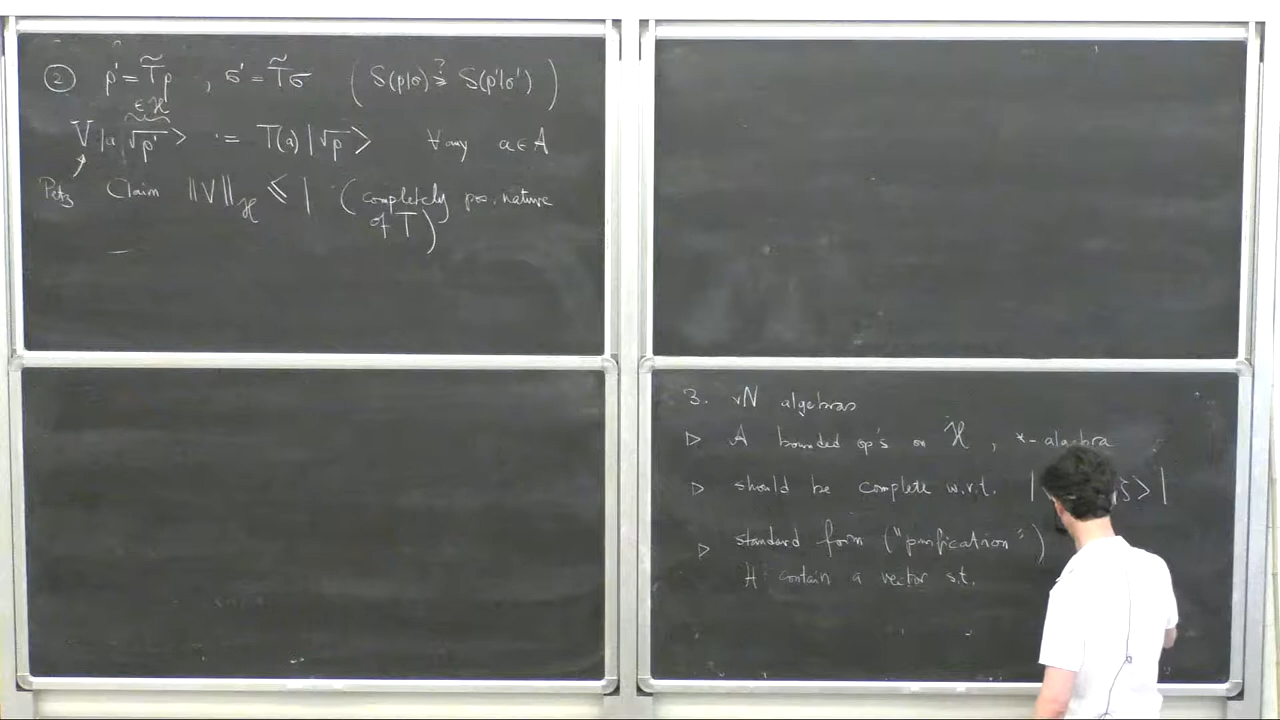 ② ρ' = T̃ρ , σ' = T̃σ ( S(ρ|σ) ≥? S(ρ'|σ') )
∈ ℋ
V |a √ρ' > := T(a) | √ρ > ∀ any a ∈ A
Petz Claim ‖V‖_ℋ ≤ 1 (completely pos. nature
of T)
3. vN algebras
▷ A bounded op's on ℋ , *-algebra
▷ should be complete w.r.t. | ζ>|
▷ standard form ("purification")
H contain a vector s.t.